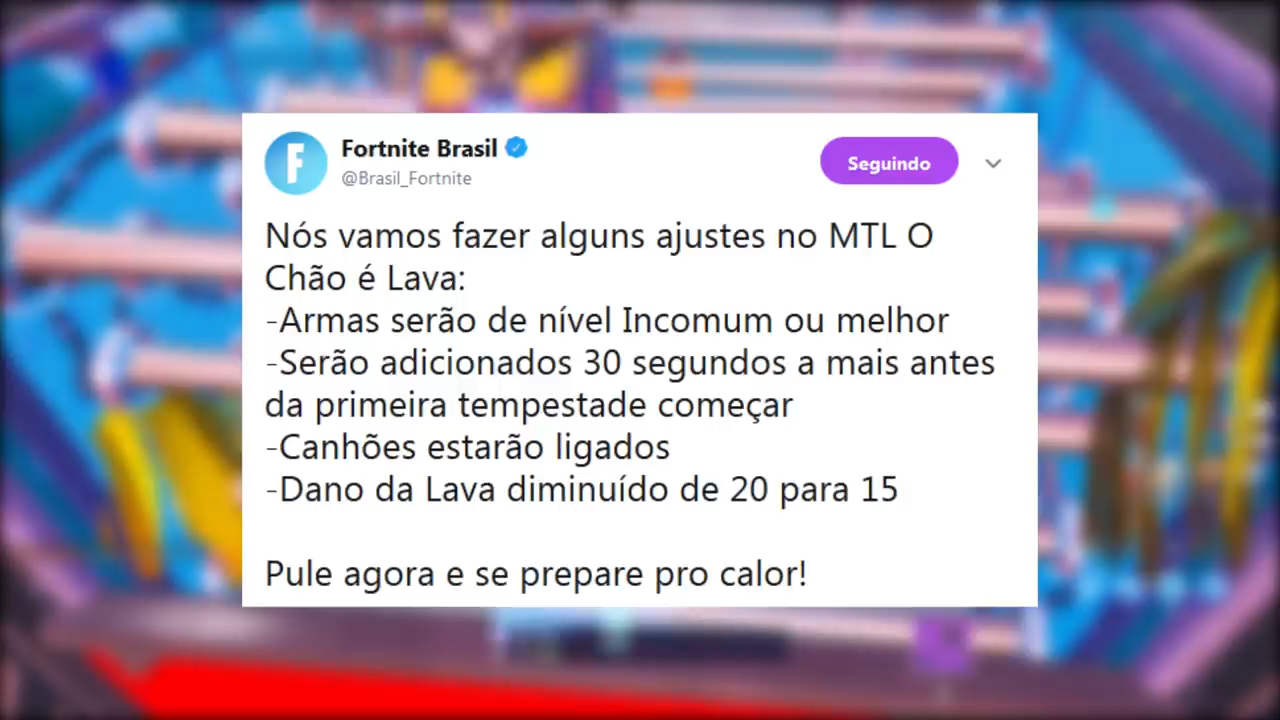 F
Fortnite Brasil
@Brasil_Fortnite
Seguindo
Nós vamos fazer alguns ajustes no MTL O
Chão é Lava:
-Armas serão de nível Incomum ou melhor
-Serão adicionados 30 segundos a mais antes
da primeira tempestade começar
-Canhões estarão ligados
-Dano da Lava diminuído de 20 para 15
Pule agora e se prepare pro calor!